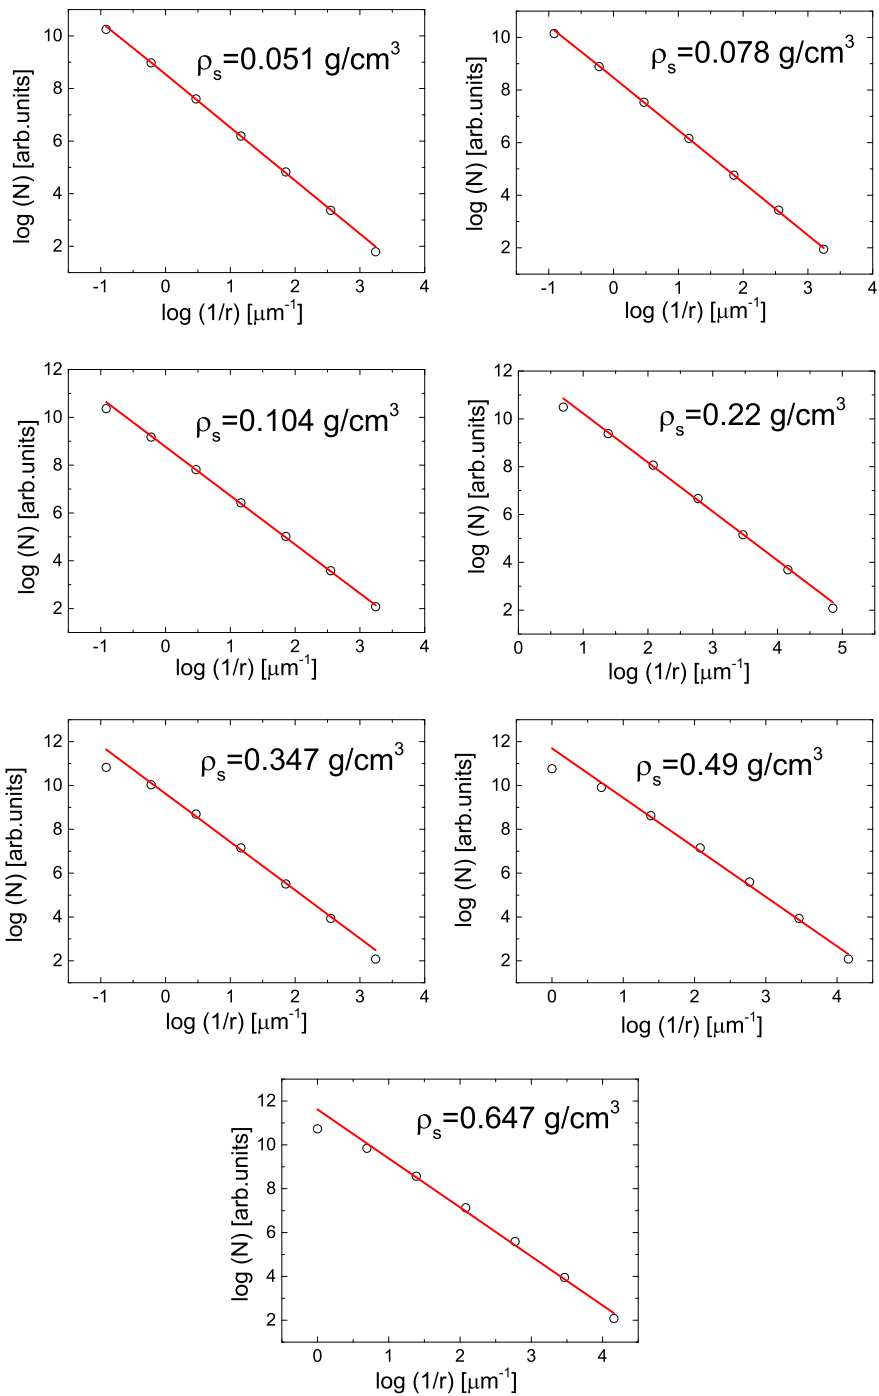 ρs=0.051 g/cm³
10
8
6
4
2
log (N) [arb.units]
-1 0 1 2 3 4
log (1/r) [μm⁻¹]
ρs=0.078 g/cm³
10
8
6
4
2
log (N) [arb.units]
-1 0 1 2 3 4
log (1/r) [μm⁻¹]
ρs=0.104 g/cm³
12
10
8
6
4
2
log (N) [arb.units]
-1 0 1 2 3 4
log (1/r) [μm⁻¹]
ρs=0.22 g/cm³
12
10
8
6
4
2
log (N) [arb.units]
0 1 2 3 4 5
log (1/r) [μm⁻¹]
ρs=0.347 g/cm³
12
10
8
6
4
2
log (N) [arb.units]
-1 0 1 2 3 4
log (1/r) [μm⁻¹]
ρs=0.49 g/cm³
12
10
8
6
4
2
log (N) [arb.units]
0 1 2 3 4
log (1/r) [μm⁻¹]
ρs=0.647 g/cm³
12
10
8
6
4
2
log (N) [arb.units]
0 1 2 3 4
log (1/r) [μm⁻¹]